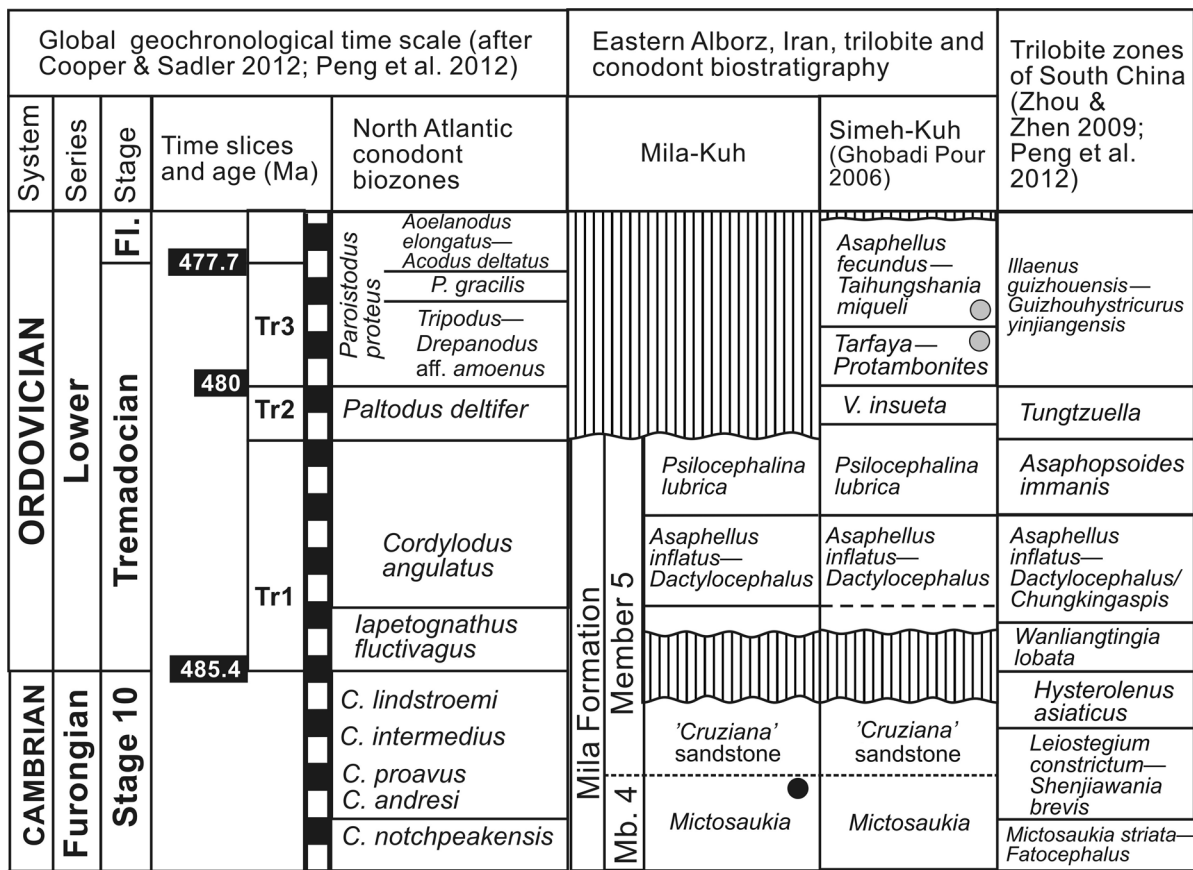 Global geochronological time scale (after
Cooper & Sadler 2012; Peng et al. 2012)
Eastern Alborz, Iran, trilobite and
conodont biostratigraphy
Trilobite zones
of South China
(Zhou &
Zhen 2009;
Peng et al.
2012)
System
Series
Stage
Time slices
and age (Ma)
North Atlantic
conodont
biozones
Mila-Kuh
Simeh-Kuh
(Ghobadi Pour
2006)
ORDOVICIAN
Lower
Fl.
Tremadocian
477.7
Tr3
480
Tr2
Tr1
485.4
Paroistodus
proteus
Aoelanodus
elongatus—
Acodus deltatus
P. gracilis
Tripodus—
Drepanodus
aff. amoenus
Paltodus deltifer
Cordylodus
angulatus
Iapetognathus
fluctivagus
CAMBRIAN
Furongian
Stage 10
C. lindstroemi
C. intermedius
C. proavus
C. andresi
C. notchpeakensis
Mila Formation
Member 5
Mb. 4
Psilocephalina
lubrica
Asaphellus
inflatus—
Dactylocephalus
'Cruziana'
sandstone
Mictosaukia
Asaphellus
fecundus—
Taihungshania
miqueli
Tarfaya—
Protambonites
V. insueta
Psilocephalina
lubrica
Asaphellus
inflatus—
Dactylocephalus
'Cruziana'
sandstone
Mictosaukia
Illaenus
guizhouensis—
Guizhouhystricurus
yinjiangensis
Tungtzuella
Asaphopsoides
immanis
Asaphellus
inflatus—
Dactylocephalus/
Chungkingaspis
Wanliangtingia
lobata
Hysterolenus
asiaticus
Leiostegium
constrictum—
Shenjiawania
brevis
Mictosaukia striata—
Fatocephalus